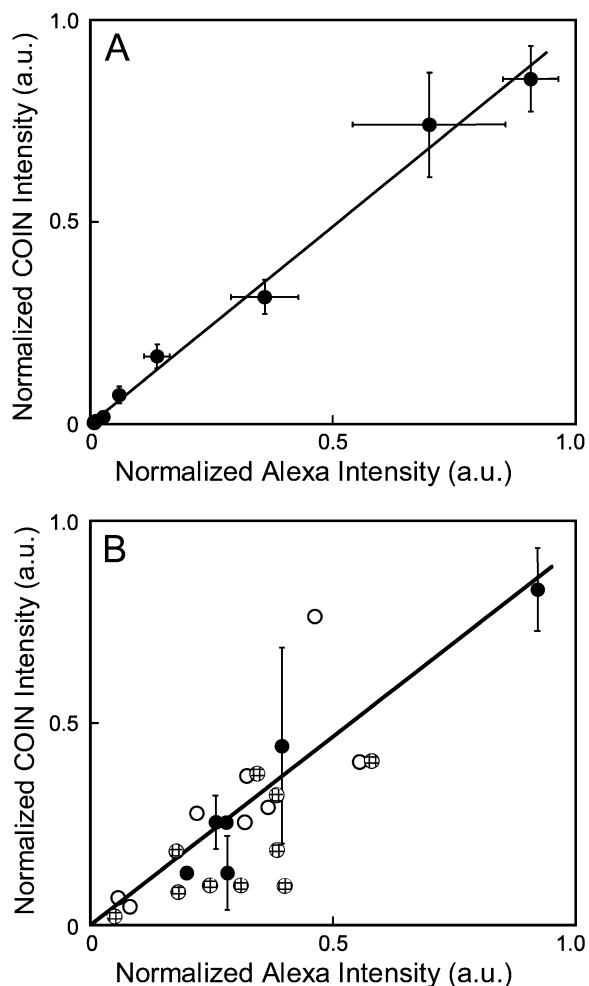 A
1.0
0.5
0
Normalized COIN Intensity (a.u.)
0 0.5 1.0
Normalized Alexa Intensity (a.u.)
B
1.0
0.5
0
Normalized COIN Intensity (a.u.)
0 0.5 1.0
Normalized Alexa Intensity (a.u.)